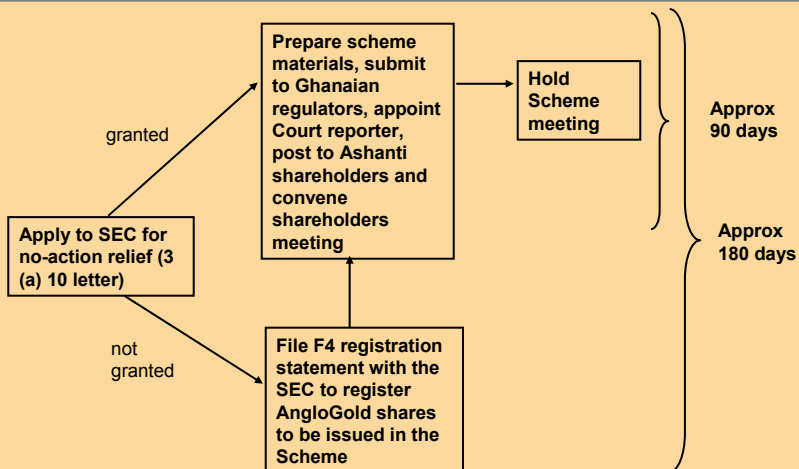 Prepare scheme
materials, submit
to Ghanaian
regulators, appoint
Court reporter,
post to Ashanti
shareholders and
convene
shareholders
meeting
Hold
Scheme
meeting
Approx
90 days
granted
Apply to SEC for
no-action relief (3
(a) 10 letter)
Approx
180 days
not
granted
File F4 registration
statement with the
SEC to register
AngloGold shares
to be issued in the
Scheme